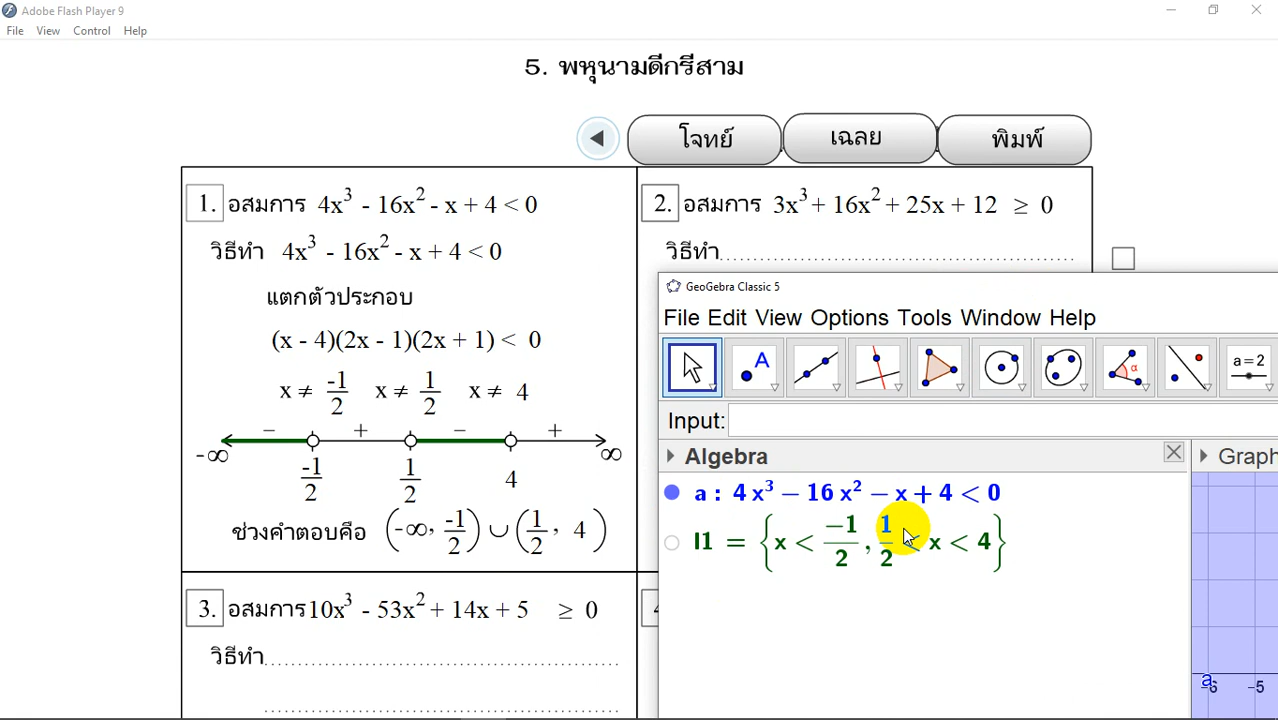 Adobe Flash Player 9
File View Control Help
5. พหุนามดีกรีสาม
โจทย์ เฉลย พิมพ์
1. อสมการ 4x³ - 16x² - x + 4 < 0
วิธีทำ 4x³ - 16x² - x + 4 < 0
แตกตัวประกอบ
(x - 4)(2x - 1)(2x + 1) < 0
x ≠ -1/2 x ≠ 1/2 x ≠ 4
− + − +
-∞ -1/2 1/2 4 ∞
ช่วงคำตอบคือ (-∞, -1/2) ∪ (1/2, 4)
2. อสมการ 3x³ + 16x² + 25x + 12 ≥ 0
วิธีทำ
3. อสมการ 10x³ - 53x² + 14x + 5 ≥ 0
วิธีทำ
GeoGebra Classic 5
File Edit View Options Tools Window Help
A α a=2
Input:
Algebra
Graph
a : 4 x³ − 16 x² − x + 4 < 0
l1 = {x < −1/2, 1/2 < x < 4}
a
-6 -5